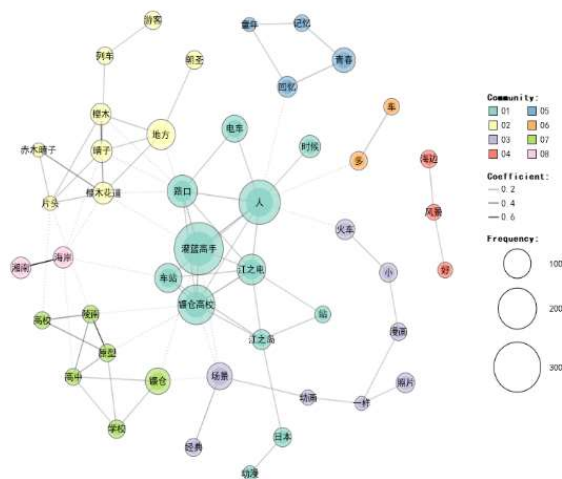 游客
列车
朝圣
樱木
地方
晴子
赤木晴子
樱木花道
片头
童年
记忆
青春
回忆
电车
时候
车
多
海边
风景
好
路口
人
灌蓝高手
火车
小
漫画
照片
一样
动画
湘南
海岸
车站
江之电
镰仓高校
站
江之岛
高校
陵南
原型
高中
镰仓
学校
场景
经典
日本
动漫
Community:
01 05
02 06
03 07
04 08
Coefficient:
0.2
0.4
0.6
Frequency:
100
200
300